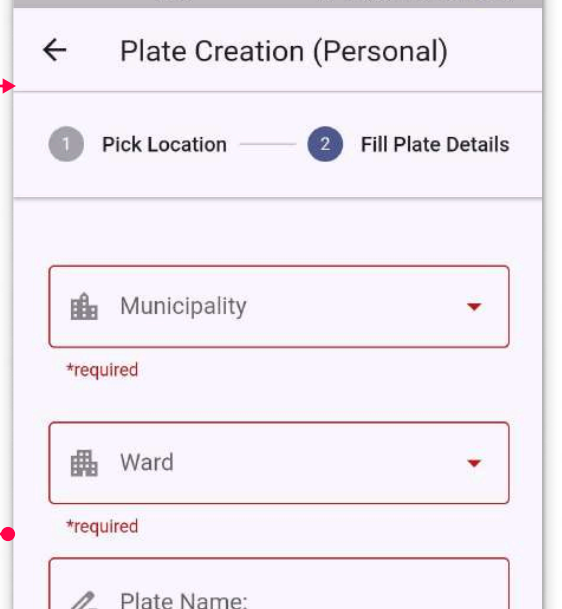 Plate Creation (Personal)
1 Pick Location 2 Fill Plate Details
Municipality
*required
Ward
*required
Plate Name: